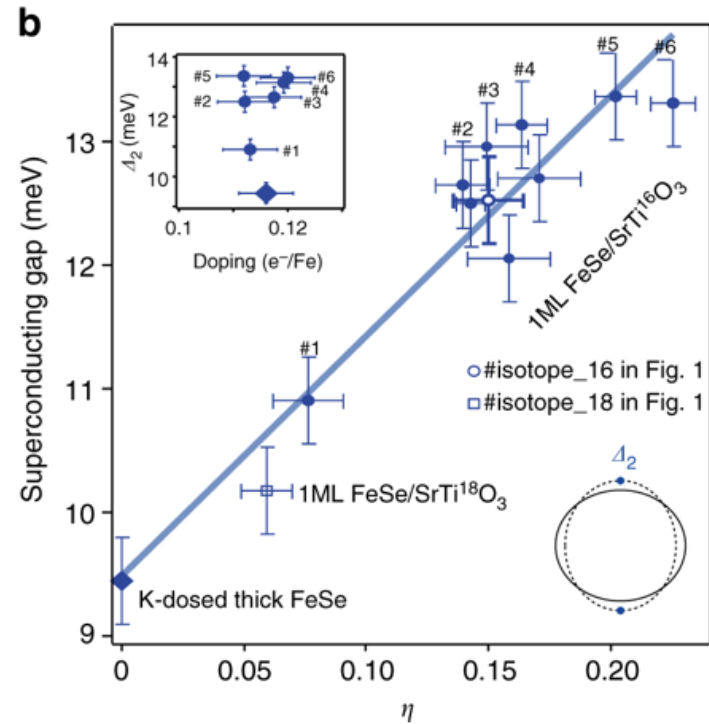 b
Superconducting gap (meV)
13
12
11
10
9
0
0.05
0.10
0.15
0.20
η
Δ₂ (meV)
14
12
10
0.1
0.12
Doping (e⁻/Fe)
#5
#2
#6
#4
#3
#1
#1
#2
#3
#4
#5
#6
1ML FeSe/SrTi¹⁶O₃
#isotope_16 in Fig. 1
#isotope_18 in Fig. 1
1ML FeSe/SrTi¹⁸O₃
K-dosed thick FeSe
Δ₂